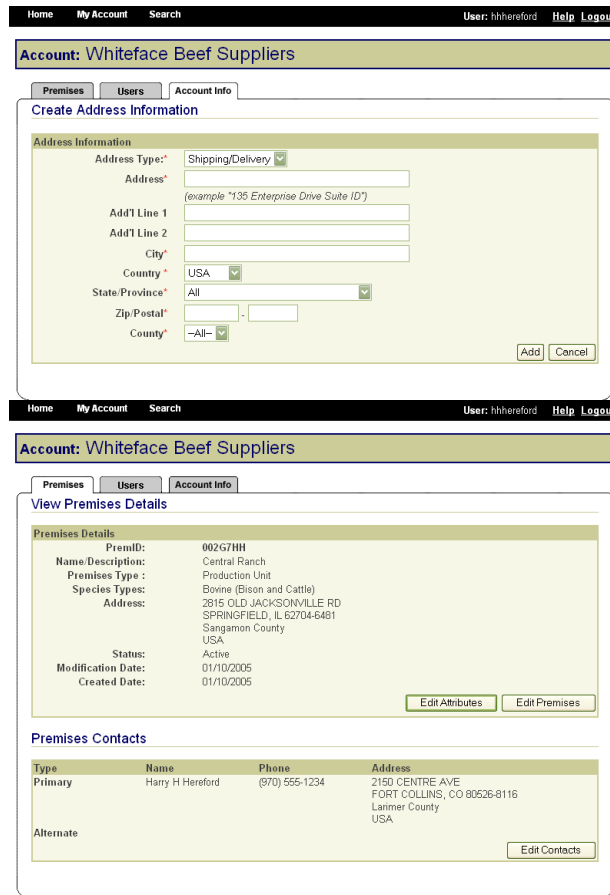 Home My Account Search User: hhhereford Help Logou
Account: Whiteface Beef Suppliers
Premises Users Account Info
Create Address Information
Address Information
Address Type:* Shipping/Delivery
Address*
(example "135 Enterprise Drive Suite ID")
Add'l Line 1
Add'l Line 2
City*
Country * USA
State/Province* All
Zip/Postal* -
County* --All--
Add Cancel
Home My Account Search User: hhhereford Help Logou
Account: Whiteface Beef Suppliers
Premises Users Account Info
View Premises Details
Premises Details
PremID: 002G7HH
Name/Description: Central Ranch
Premises Type : Production Unit
Species Types: Bovine (Bison and Cattle)
Address: 2815 OLD JACKSONVILLE RD
SPRINGFIELD, IL 62704-6481
Sangamon County
USA
Status: Active
Modification Date: 01/10/2005
Created Date: 01/10/2005
Edit Attributes Edit Premises
Premises Contacts
Type Name Phone Address
Primary Harry H Hereford (970) 555-1234 2150 CENTRE AVE
FORT COLLINS, CO 80526-8116
Larimer County
USA
Alternate
Edit Contacts